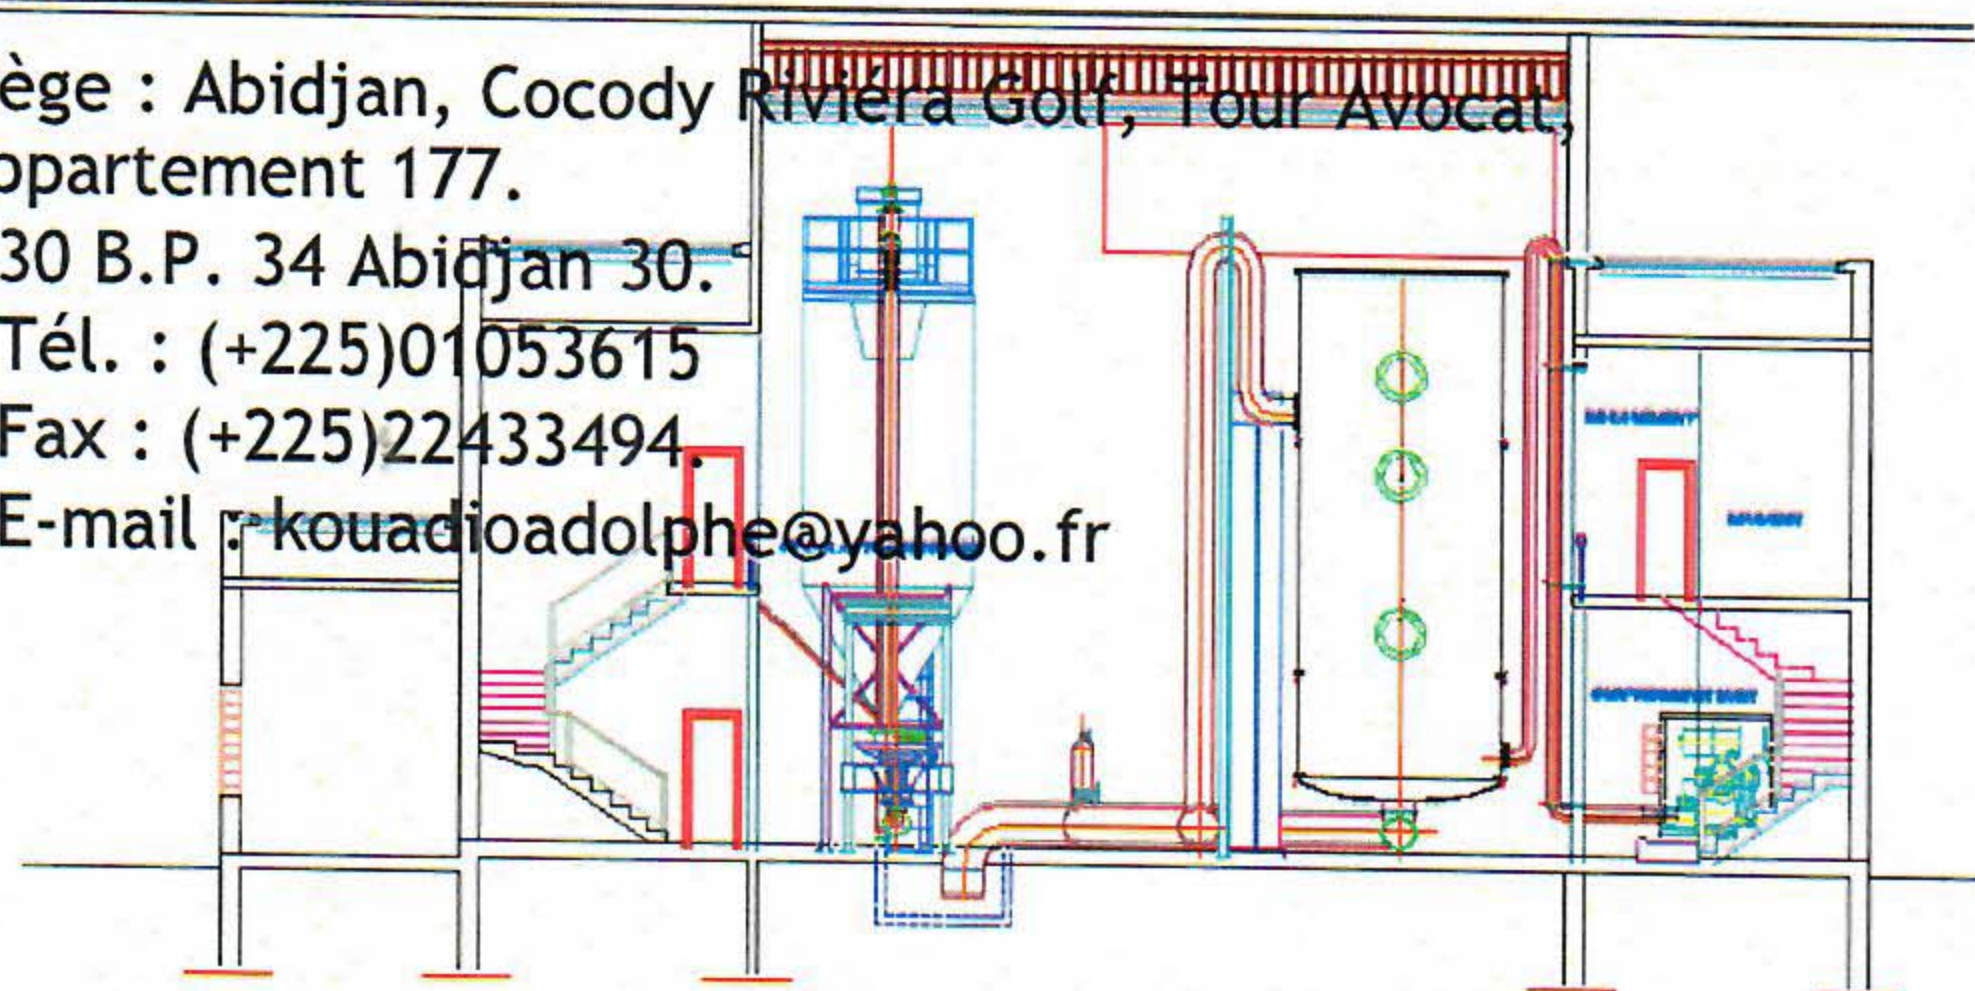 ège : Abidjan, Cocody Riviéra Golf, Tour Avocat,
ppartement 177.
30 B.P. 34 Abidjan 30.
Tél. : (+225)01053615
Fax : (+225)22433494.
E-mail : kouadioadolphe@yahoo.fr